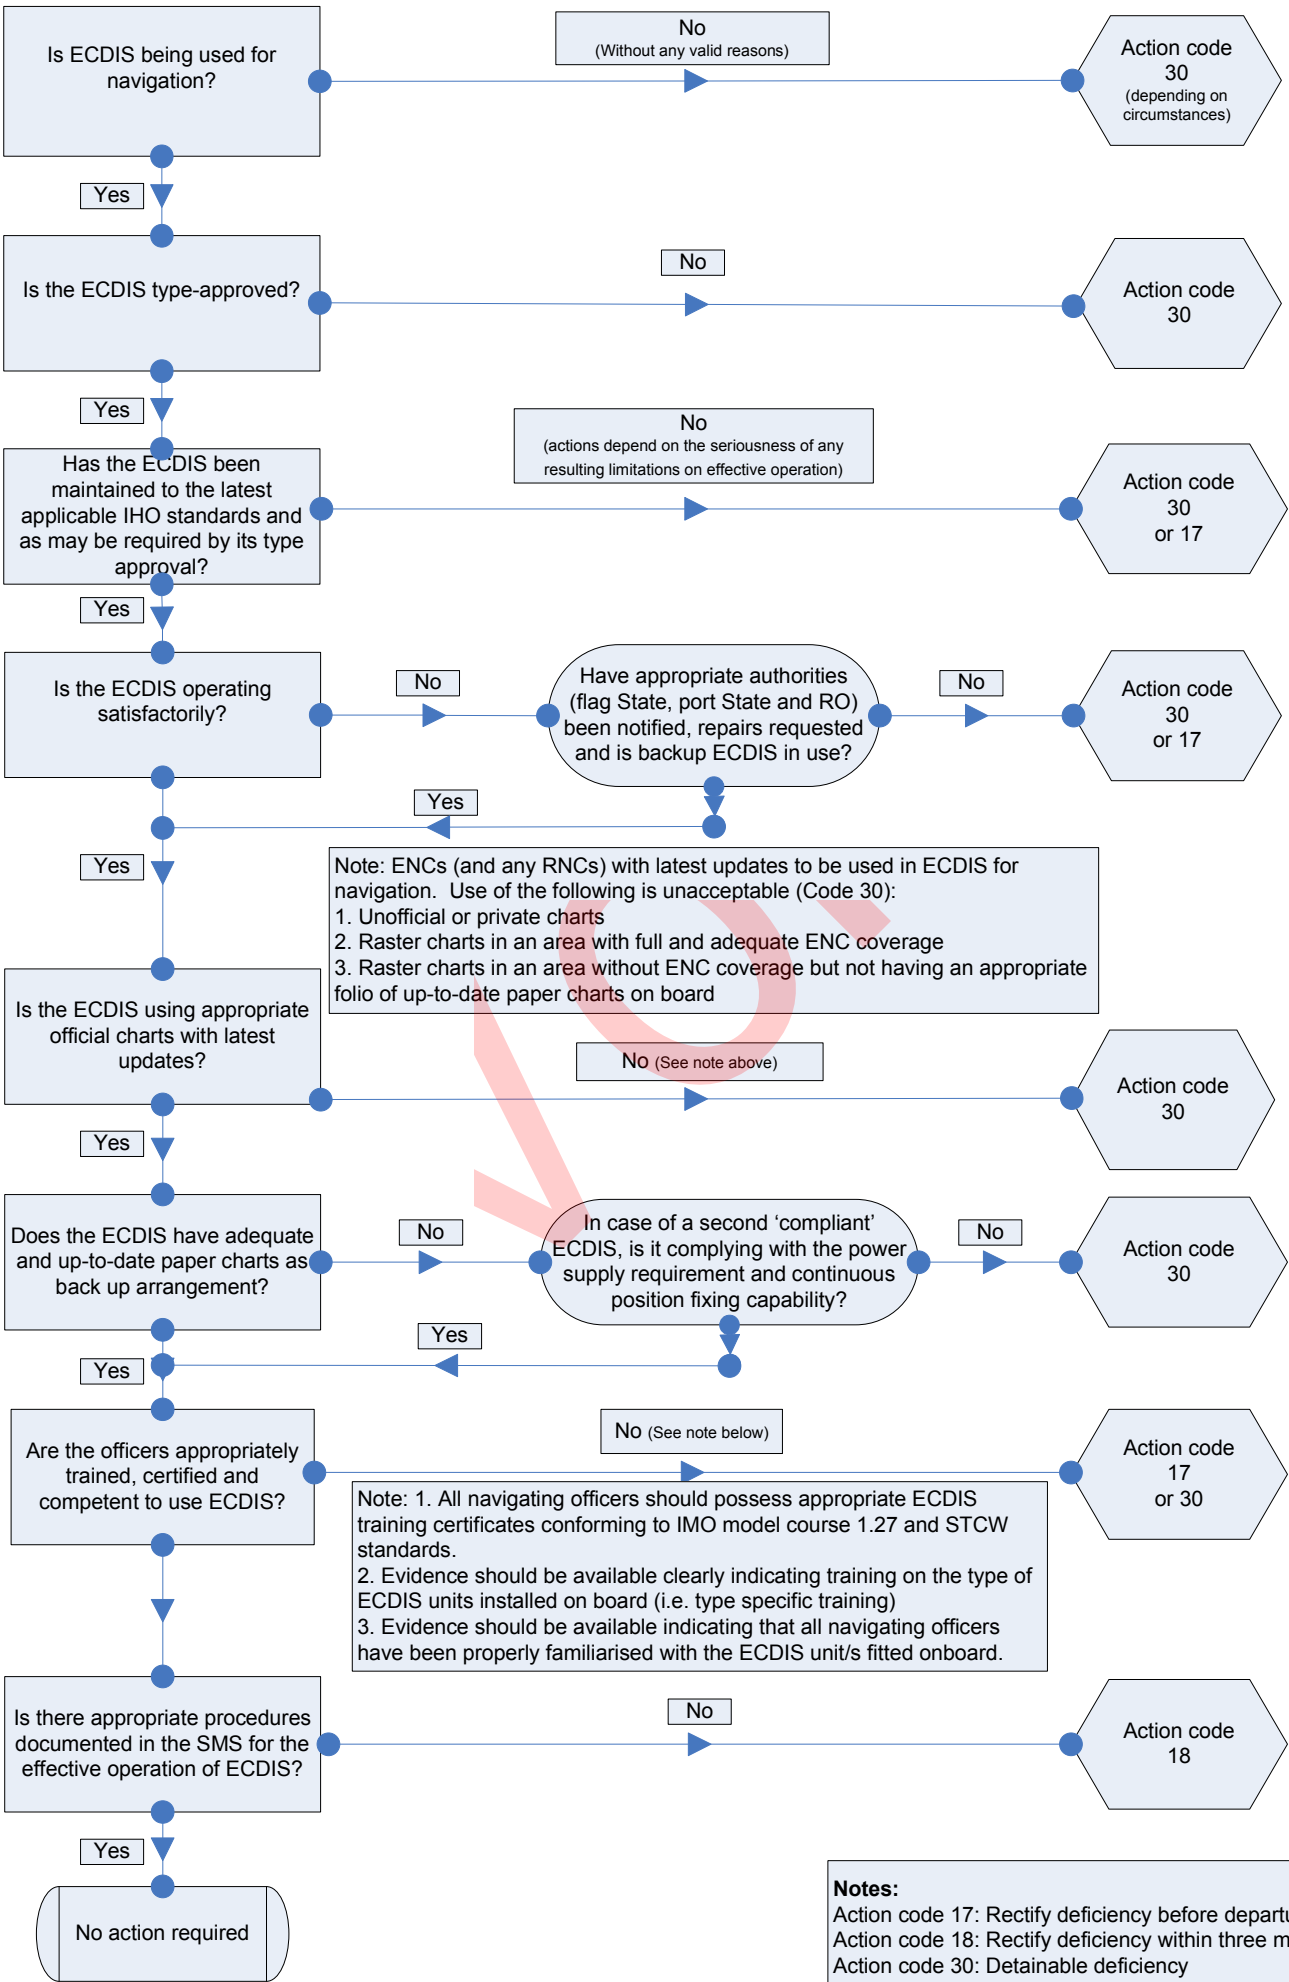 Is ECDIS being used for
navigation?
No
(Without any valid reasons)
Action code
30
(depending on
circumstances)
Yes
Is the ECDIS type-approved?
No
Action code
30
Yes
Has the ECDIS been
maintained to the latest
applicable IHO standards and
as may be required by its type
approval?
No
(actions depend on the seriousness of any
resulting limitations on effective operation)
Action code
30
or 17
Yes
Is the ECDIS operating
satisfactorily?
No
Have appropriate authorities
(flag State, port State and RO)
been notified, repairs requested
and is backup ECDIS in use?
No
Action code
30
or 17
Yes
Yes
Note: ENCs (and any RNCs) with latest updates to be used in ECDIS for
navigation. Use of the following is unacceptable (Code 30):
1. Unofficial or private charts
2. Raster charts in an area with full and adequate ENC coverage
3. Raster charts in an area without ENC coverage but not having an appropriate
folio of up-to-date paper charts on board
Is the ECDIS using appropriate
official charts with latest
updates?
No (See note above)
Action code
30
Yes
Does the ECDIS have adequate
and up-to-date paper charts as
back up arrangement?
No
In case of a second ‘compliant’
ECDIS, is it complying with the power
supply requirement and continuous
position fixing capability?
No
Action code
30
Yes
Yes
Are the officers appropriately
trained, certified and
competent to use ECDIS?
No (See note below)
Action code
17
or 30
Note: 1. All navigating officers should possess appropriate ECDIS
training certificates conforming to IMO model course 1.27 and STCW
standards.
2. Evidence should be available clearly indicating training on the type of
ECDIS units installed on board (i.e. type specific training)
3. Evidence should be available indicating that all navigating officers
have been properly familiarised with the ECDIS unit/s fitted onboard.
Is there appropriate procedures
documented in the SMS for the
effective operation of ECDIS?
No
Action code
18
Yes
No action required
Notes:
Action code 17: Rectify deficiency before
Action code 18: Rectify deficiency within three
Action code 30: Detainable deficiency